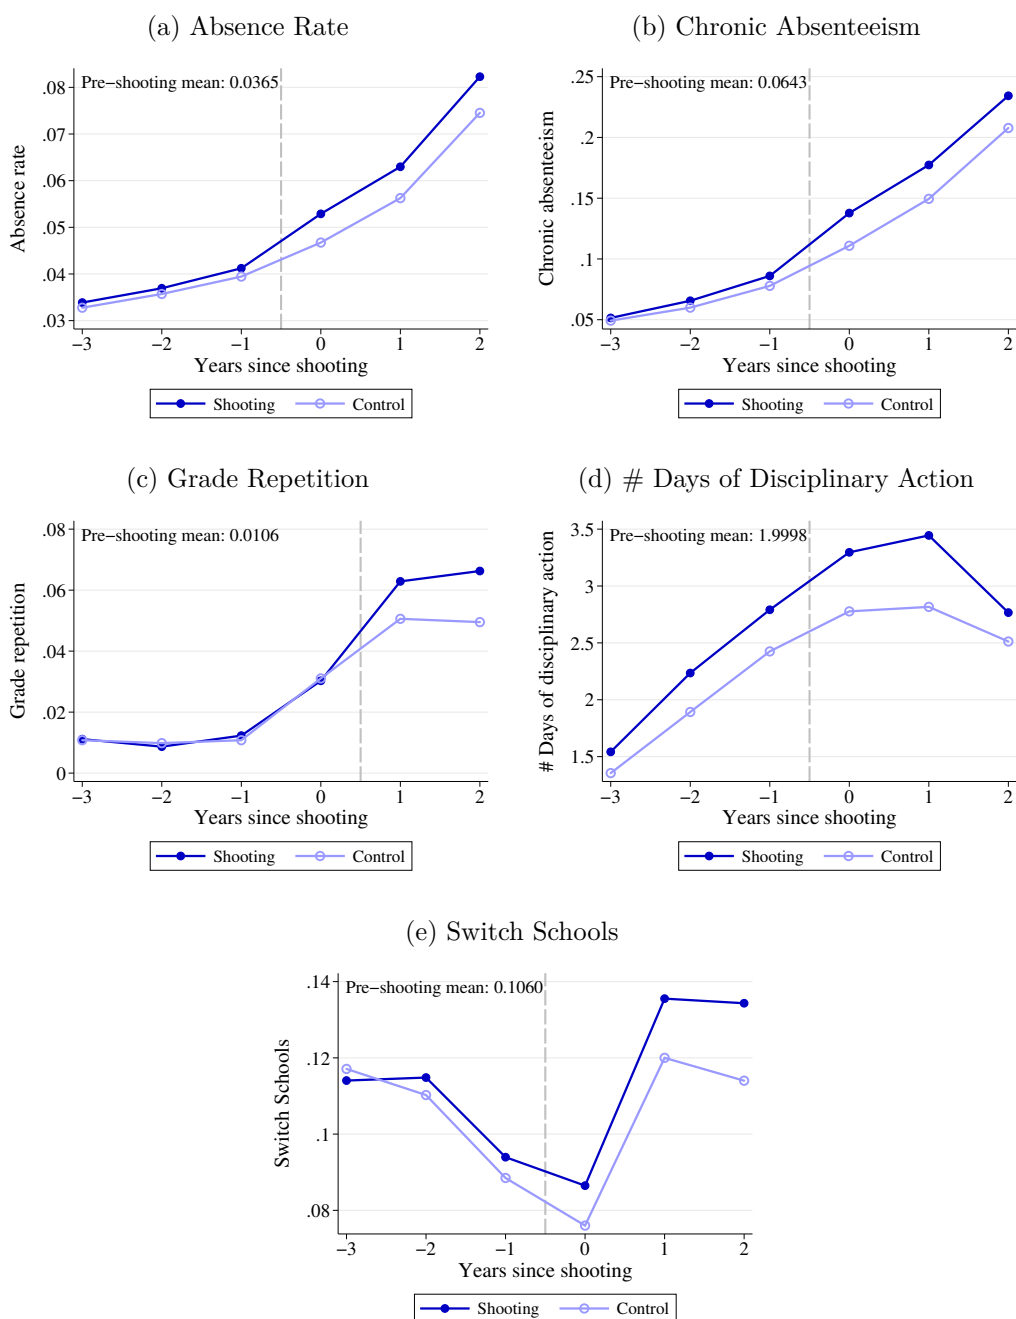 (a) Absence Rate
Pre−shooting mean: 0.0365
Absence rate
.08
.07
.06
.05
.04
.03
−3 −2 −1 0 1 2
Years since shooting
Shooting Control
(b) Chronic Absenteeism
Pre−shooting mean: 0.0643
Chronic absenteeism
.25
.2
.15
.1
.05
−3 −2 −1 0 1 2
Years since shooting
Shooting Control
(c) Grade Repetition
Pre−shooting mean: 0.0106
Grade repetition
.08
.06
.04
.02
0
−3 −2 −1 0 1 2
Years since shooting
Shooting Control
(d) # Days of Disciplinary Action
Pre−shooting mean: 1.9998
# Days of disciplinary action
3.5
3
2.5
2
1.5
−3 −2 −1 0 1 2
Years since shooting
Shooting Control
(e) Switch Schools
Pre−shooting mean: 0.1060
Switch Schools
.14
.12
.1
.08
−3 −2 −1 0 1 2
Years since shooting
Shooting Control